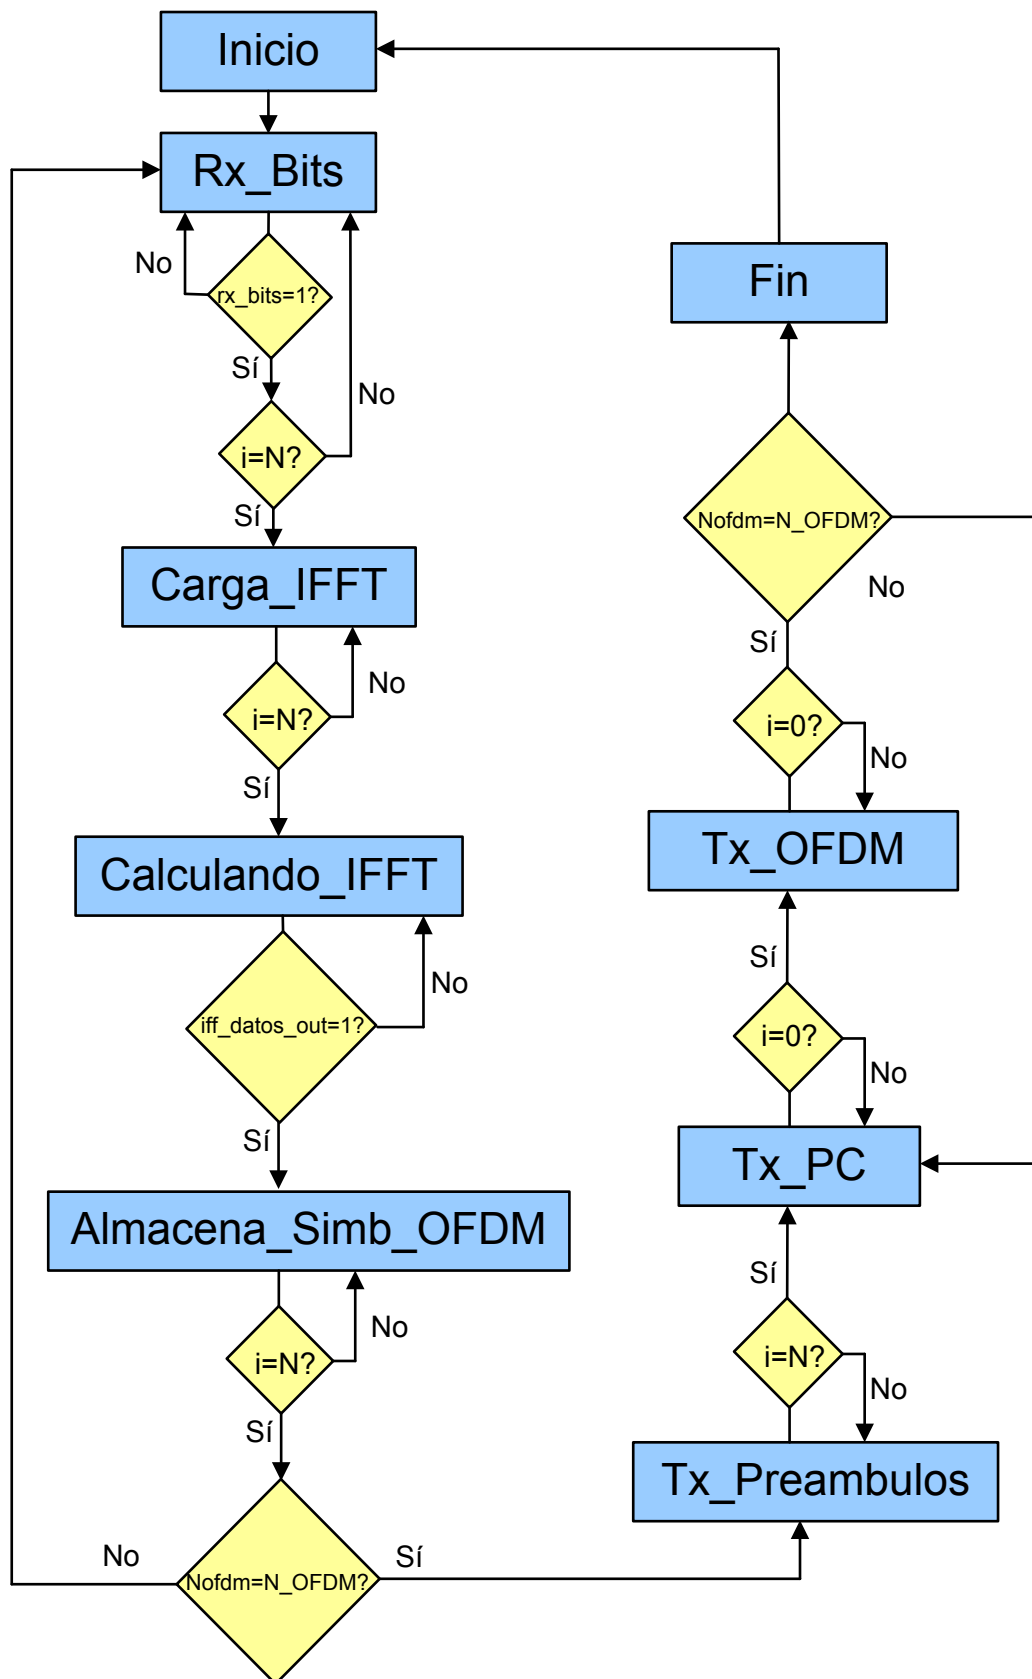 Inicio
Rx_Bits
No
rx_bits=1?
Sí
No
i=N?
Sí
Carga_IFFT
No
i=N?
Sí
Calculando_IFFT
No
iff_datos_out=1?
Sí
Almacena_Simb_OFDM
No
i=N?
Sí
No
Sí
Nofdm=N_OFDM?
Fin
Nofdm=N_OFDM?
No
Sí
i=0?
No
Tx_OFDM
Sí
i=0?
No
Tx_PC
Sí
i=N?
No
Tx_Preambulos